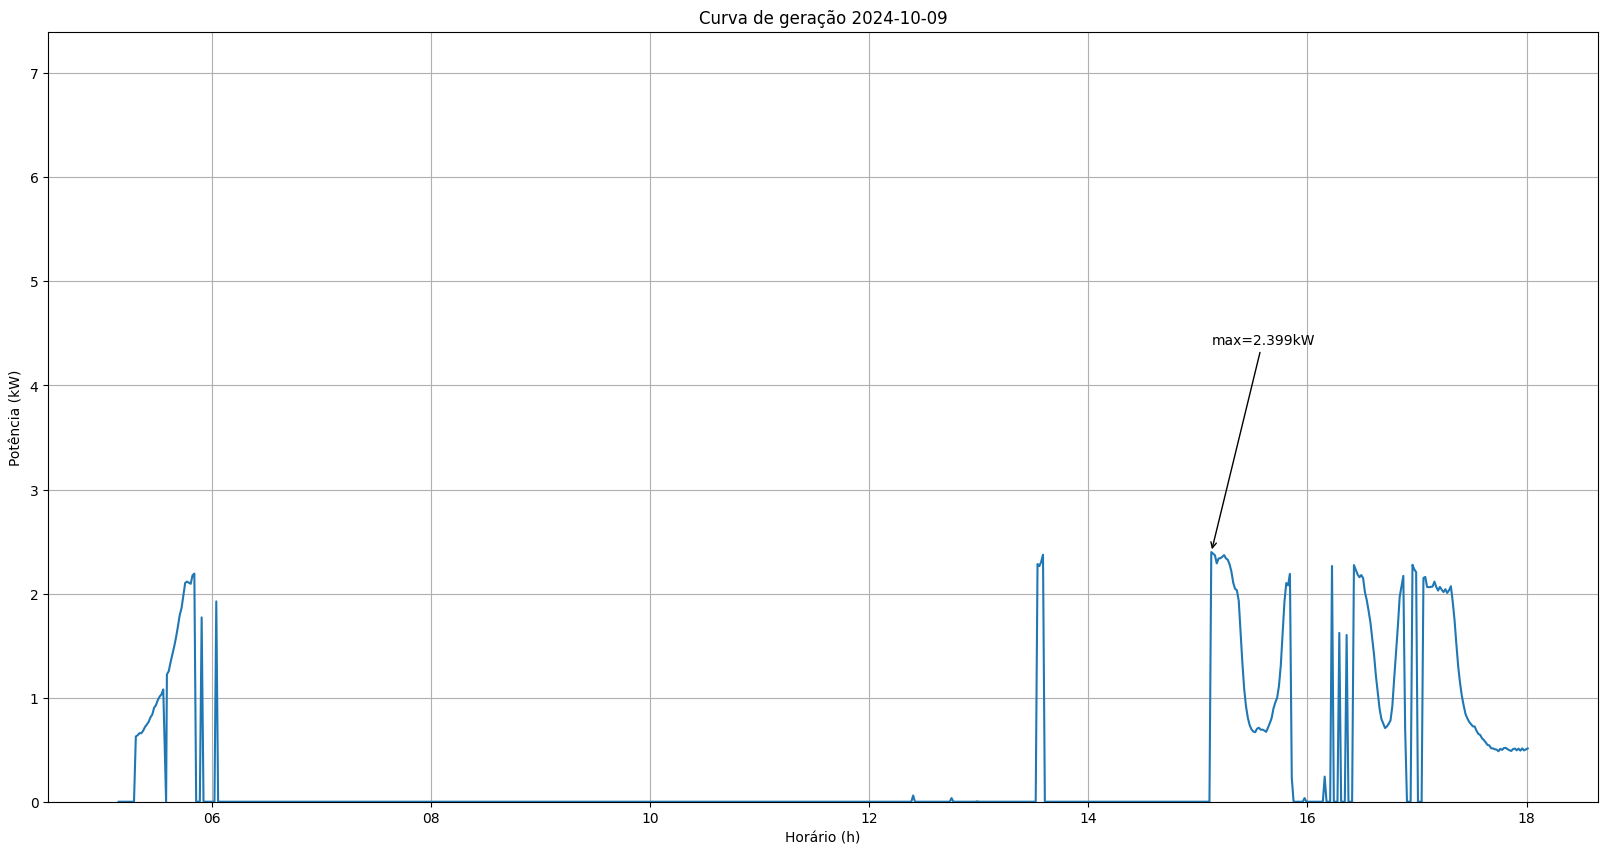 Curva de geração 2024-10-09
7
6
5
4
3
2
1
0
Potência (kW)
max=2.399kW
06 08 10 12 14 16 18
Horário (h)